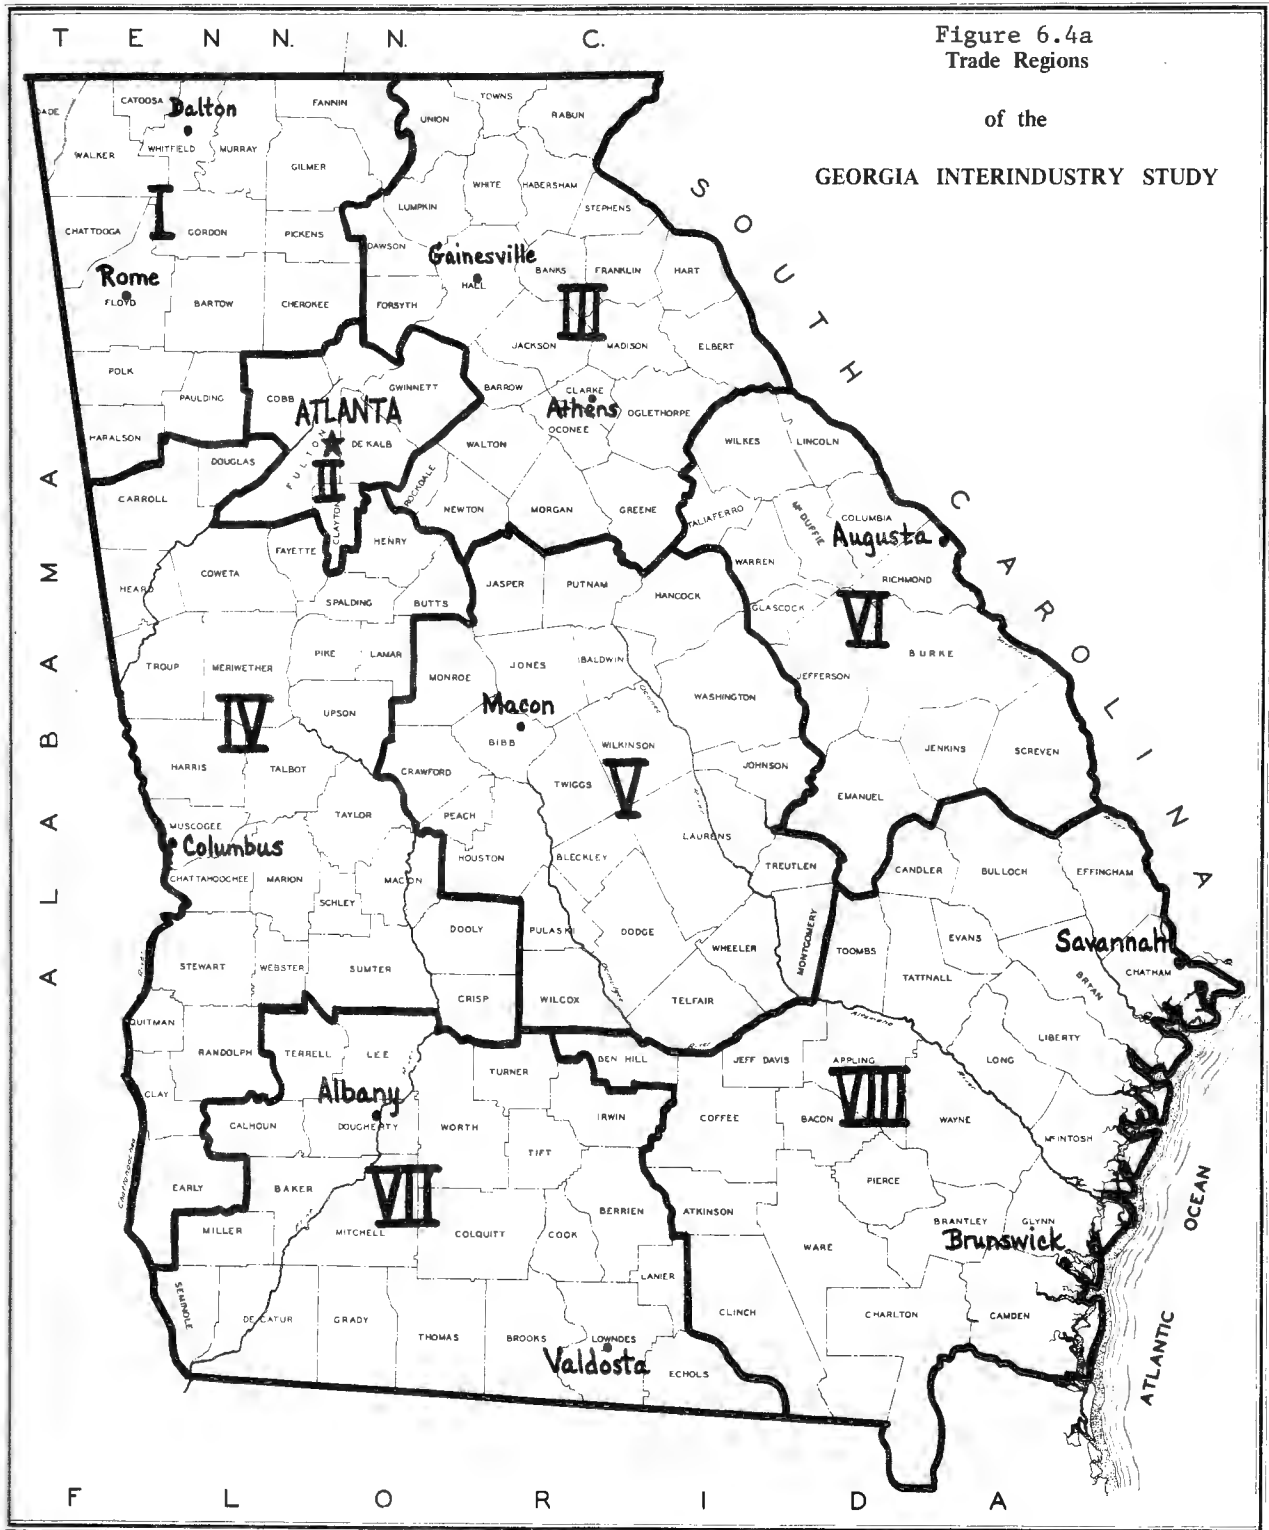 T E N N. N. C.
Figure 6.4a
Trade Regions
of the
GEORGIA INTERINDUSTRY STUDY
SOUTH
CAROLINA
ALABAMA
FLORIDA
ATLANTIC
OCEAN
CATOOSA
Dalton
FANNIN
UNION
TOWNS
RABUN
WALKER
WHITFIELD
MURRAY
GILMER
WHITE
HABERSHAM
LUMPKIN
STEPHENS
I
CHATTOOGA
GORDON
PICKENS
DAWSON
Gainesville
HALL
BANKS
FRANKLIN
HART
Rome
FLOYD
BARTOW
CHEROKEE
FORSYTH
III
JACKSON
MADISON
ELBERT
POLK
PAULDING
COBB
GWINNETT
BARROW
CLARKE
Athens
OCONEE
OGLETHORPE
ATLANTA
HARALSON
DOUGLAS
FULTON
DE KALB
II
WALTON
ROCKDALE
WILKES
LINCOLN
CARROLL
CLAYTON
NEWTON
MORGAN
GREENE
TALIAFERRO
McDUFFIE
COLUMBIA
Augusta
FAYETTE
HENRY
HEARD
COWETA
SPALDING
BUTTS
JASPER
PUTNAM
HANCOCK
WARREN
GLASCOCK
RICHMOND
VI
BURKE
TROUP
MERIWETHER
PIKE
LAMAR
MONROE
JONES
BALDWIN
WASHINGTON
JEFFERSON
IV
UPSON
Macon
BIBB
WILKINSON
HARRIS
TALBOT
CRAWFORD
TWIGGS
V
JOHNSON
JENKINS
SCREVEN
EMANUEL
TAYLOR
PEACH
MUSCOGEE
Columbus
CHATTAHOOCHEE
MARION
SCHLEY
MACON
HOUSTON
BLECKLEY
LAURENS
TREUTLEN
CANDLER
BULLOCH
EFFINGHAM
DOOLY
PULASKI
DODGE
WHEELER
MONTGOMERY
TOOMBS
EVANS
TATTNALL
Savannah
CHATHAM
BRYAN
STEWART
WEBSTER
SUMTER
CRISP
WILCOX
TELFAIR
QUITMAN
RANDOLPH
TERRELL
LEE
TURNER
BEN HILL
JEFF DAVIS
APPLING
LONG
LIBERTY
CLAY
Albany
CALHOUN
DOUGHERTY
WORTH
IRWIN
TIFT
COFFEE
BACON
VIII
WAYNE
McINTOSH
EARLY
BAKER
VII
MITCHELL
COLQUITT
COOK
BERRIEN
ATKINSON
PIERCE
WARE
BRANTLEY
GLYNN
Brunswick
MILLER
SEMINOLE
DECATUR
GRADY
THOMAS
BROOKS
LOWNDES
Valdosta
LANIER
ECHOLS
CLINCH
CHARLTON
CAMDEN